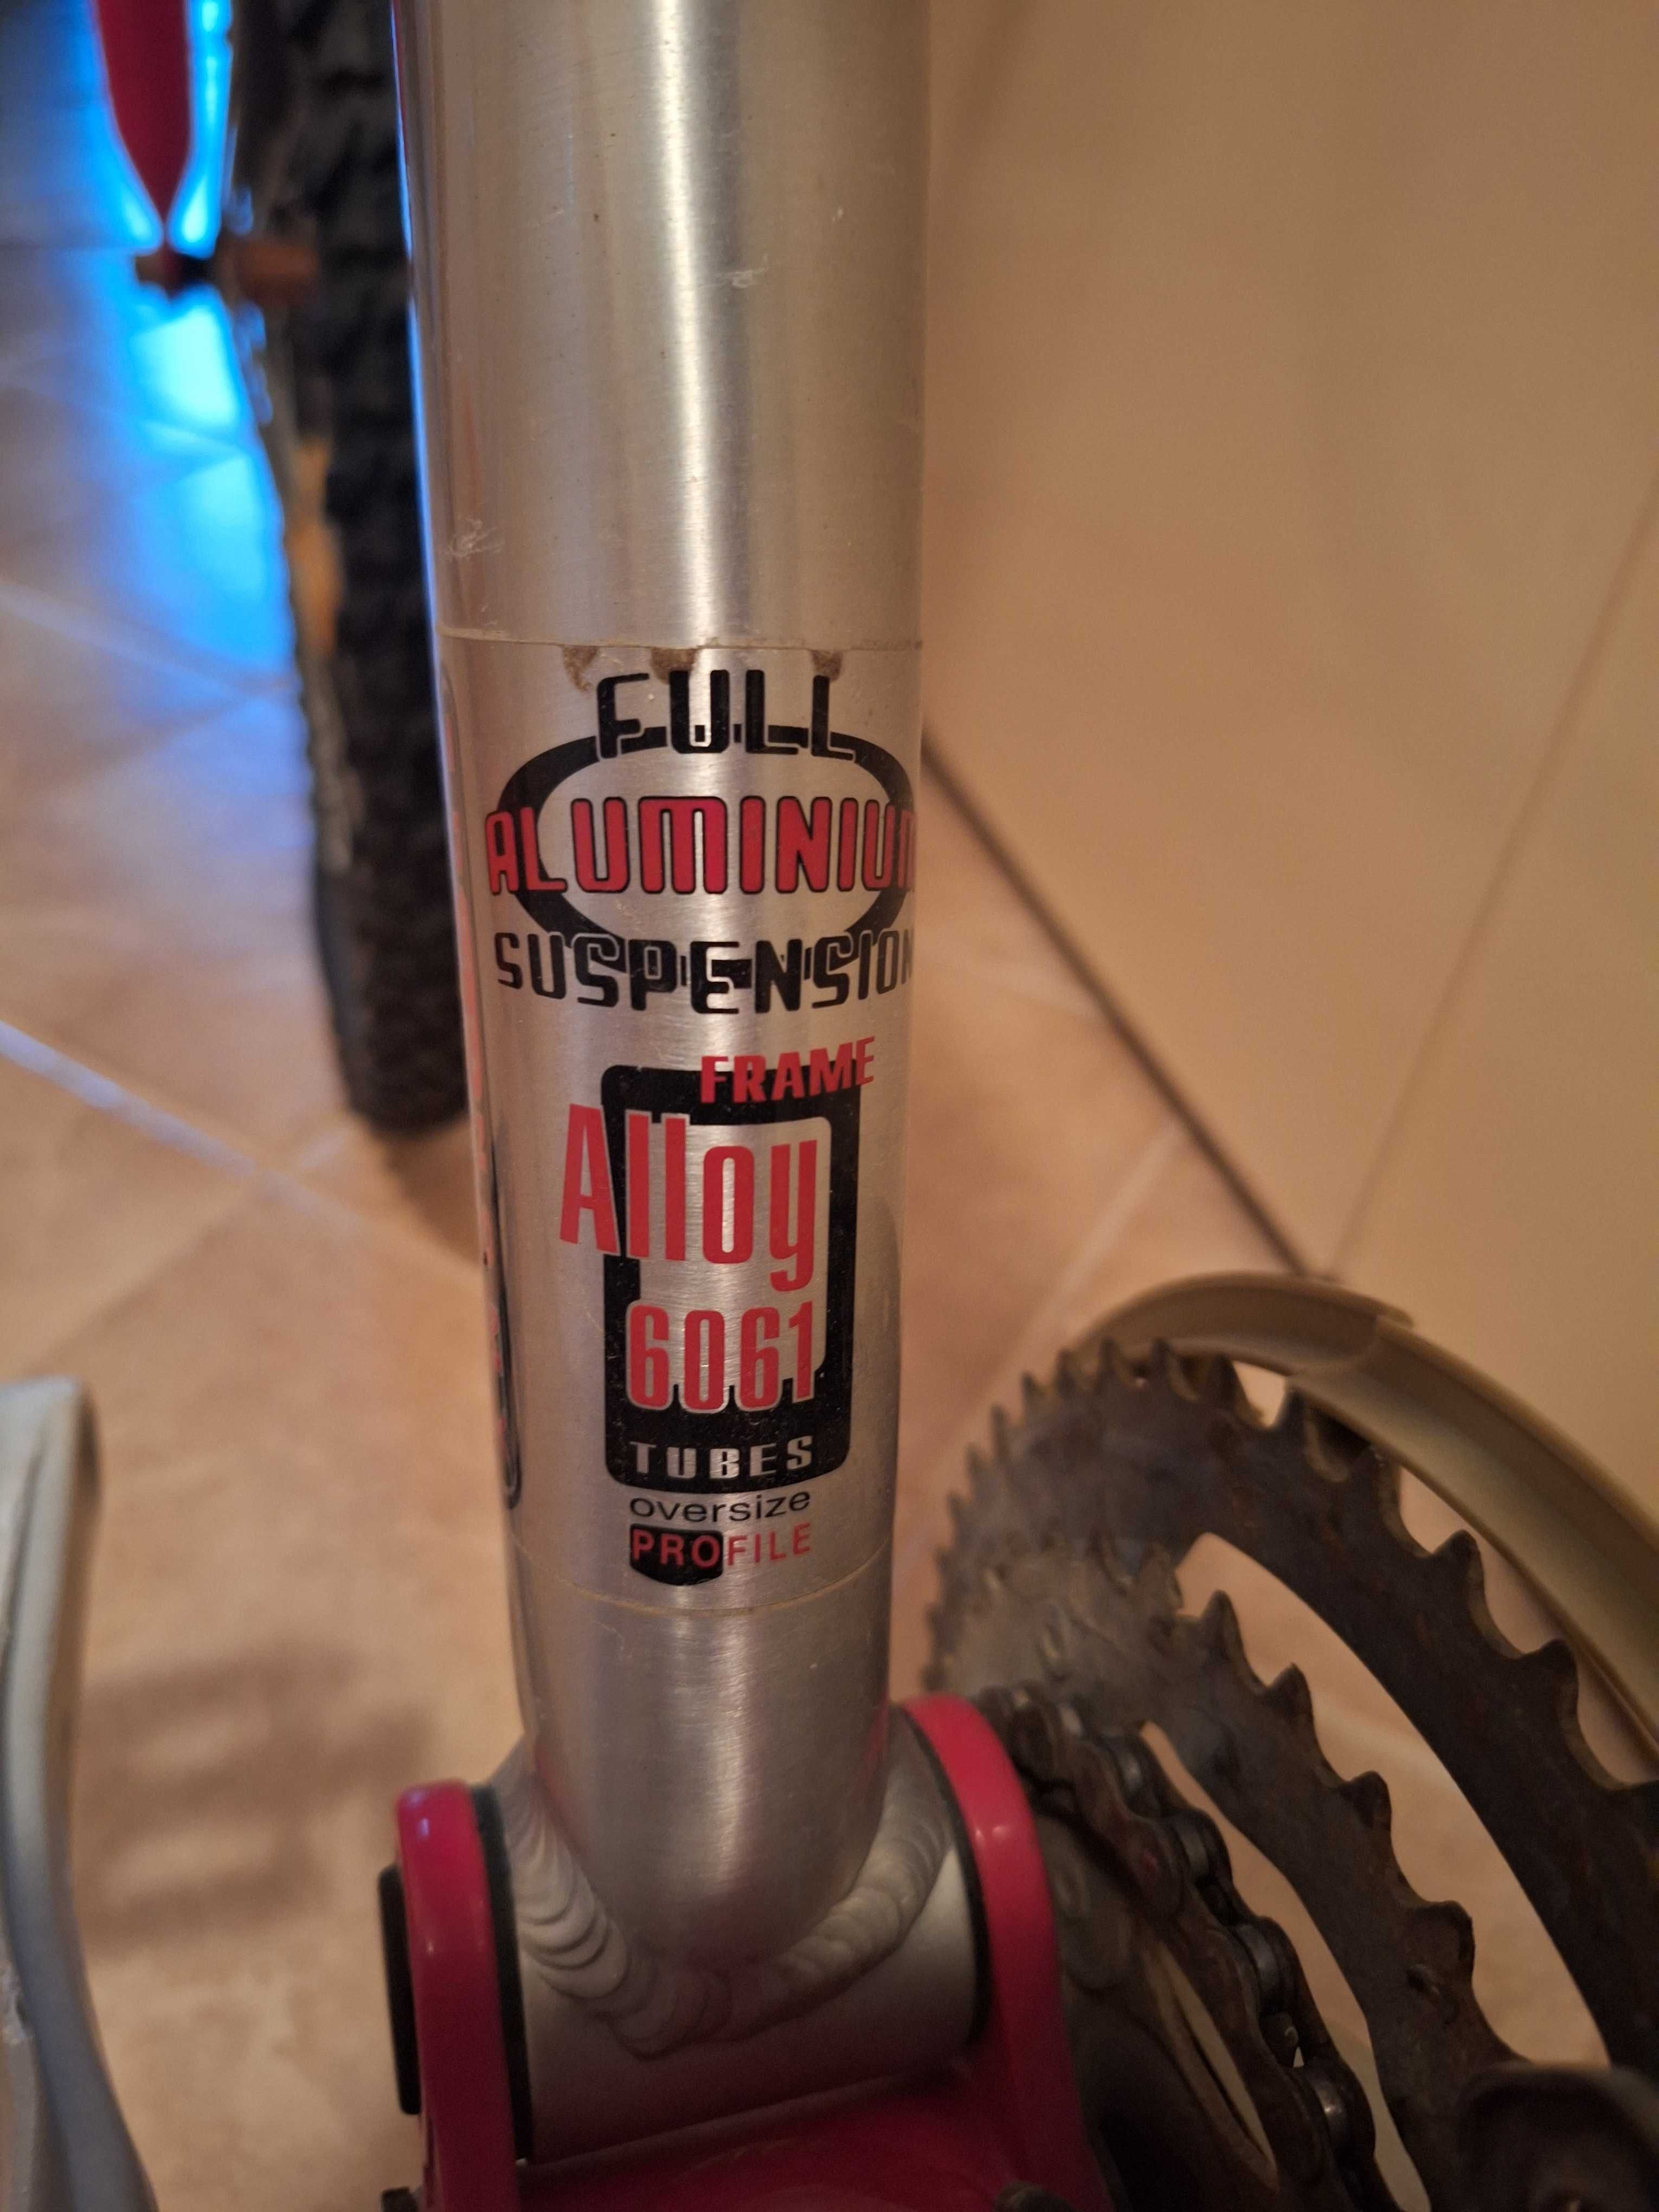 FULL
ALUMINIUM
SUSPENSION
FRAME
Alloy
6061
TUBES
oversize
PROFILE